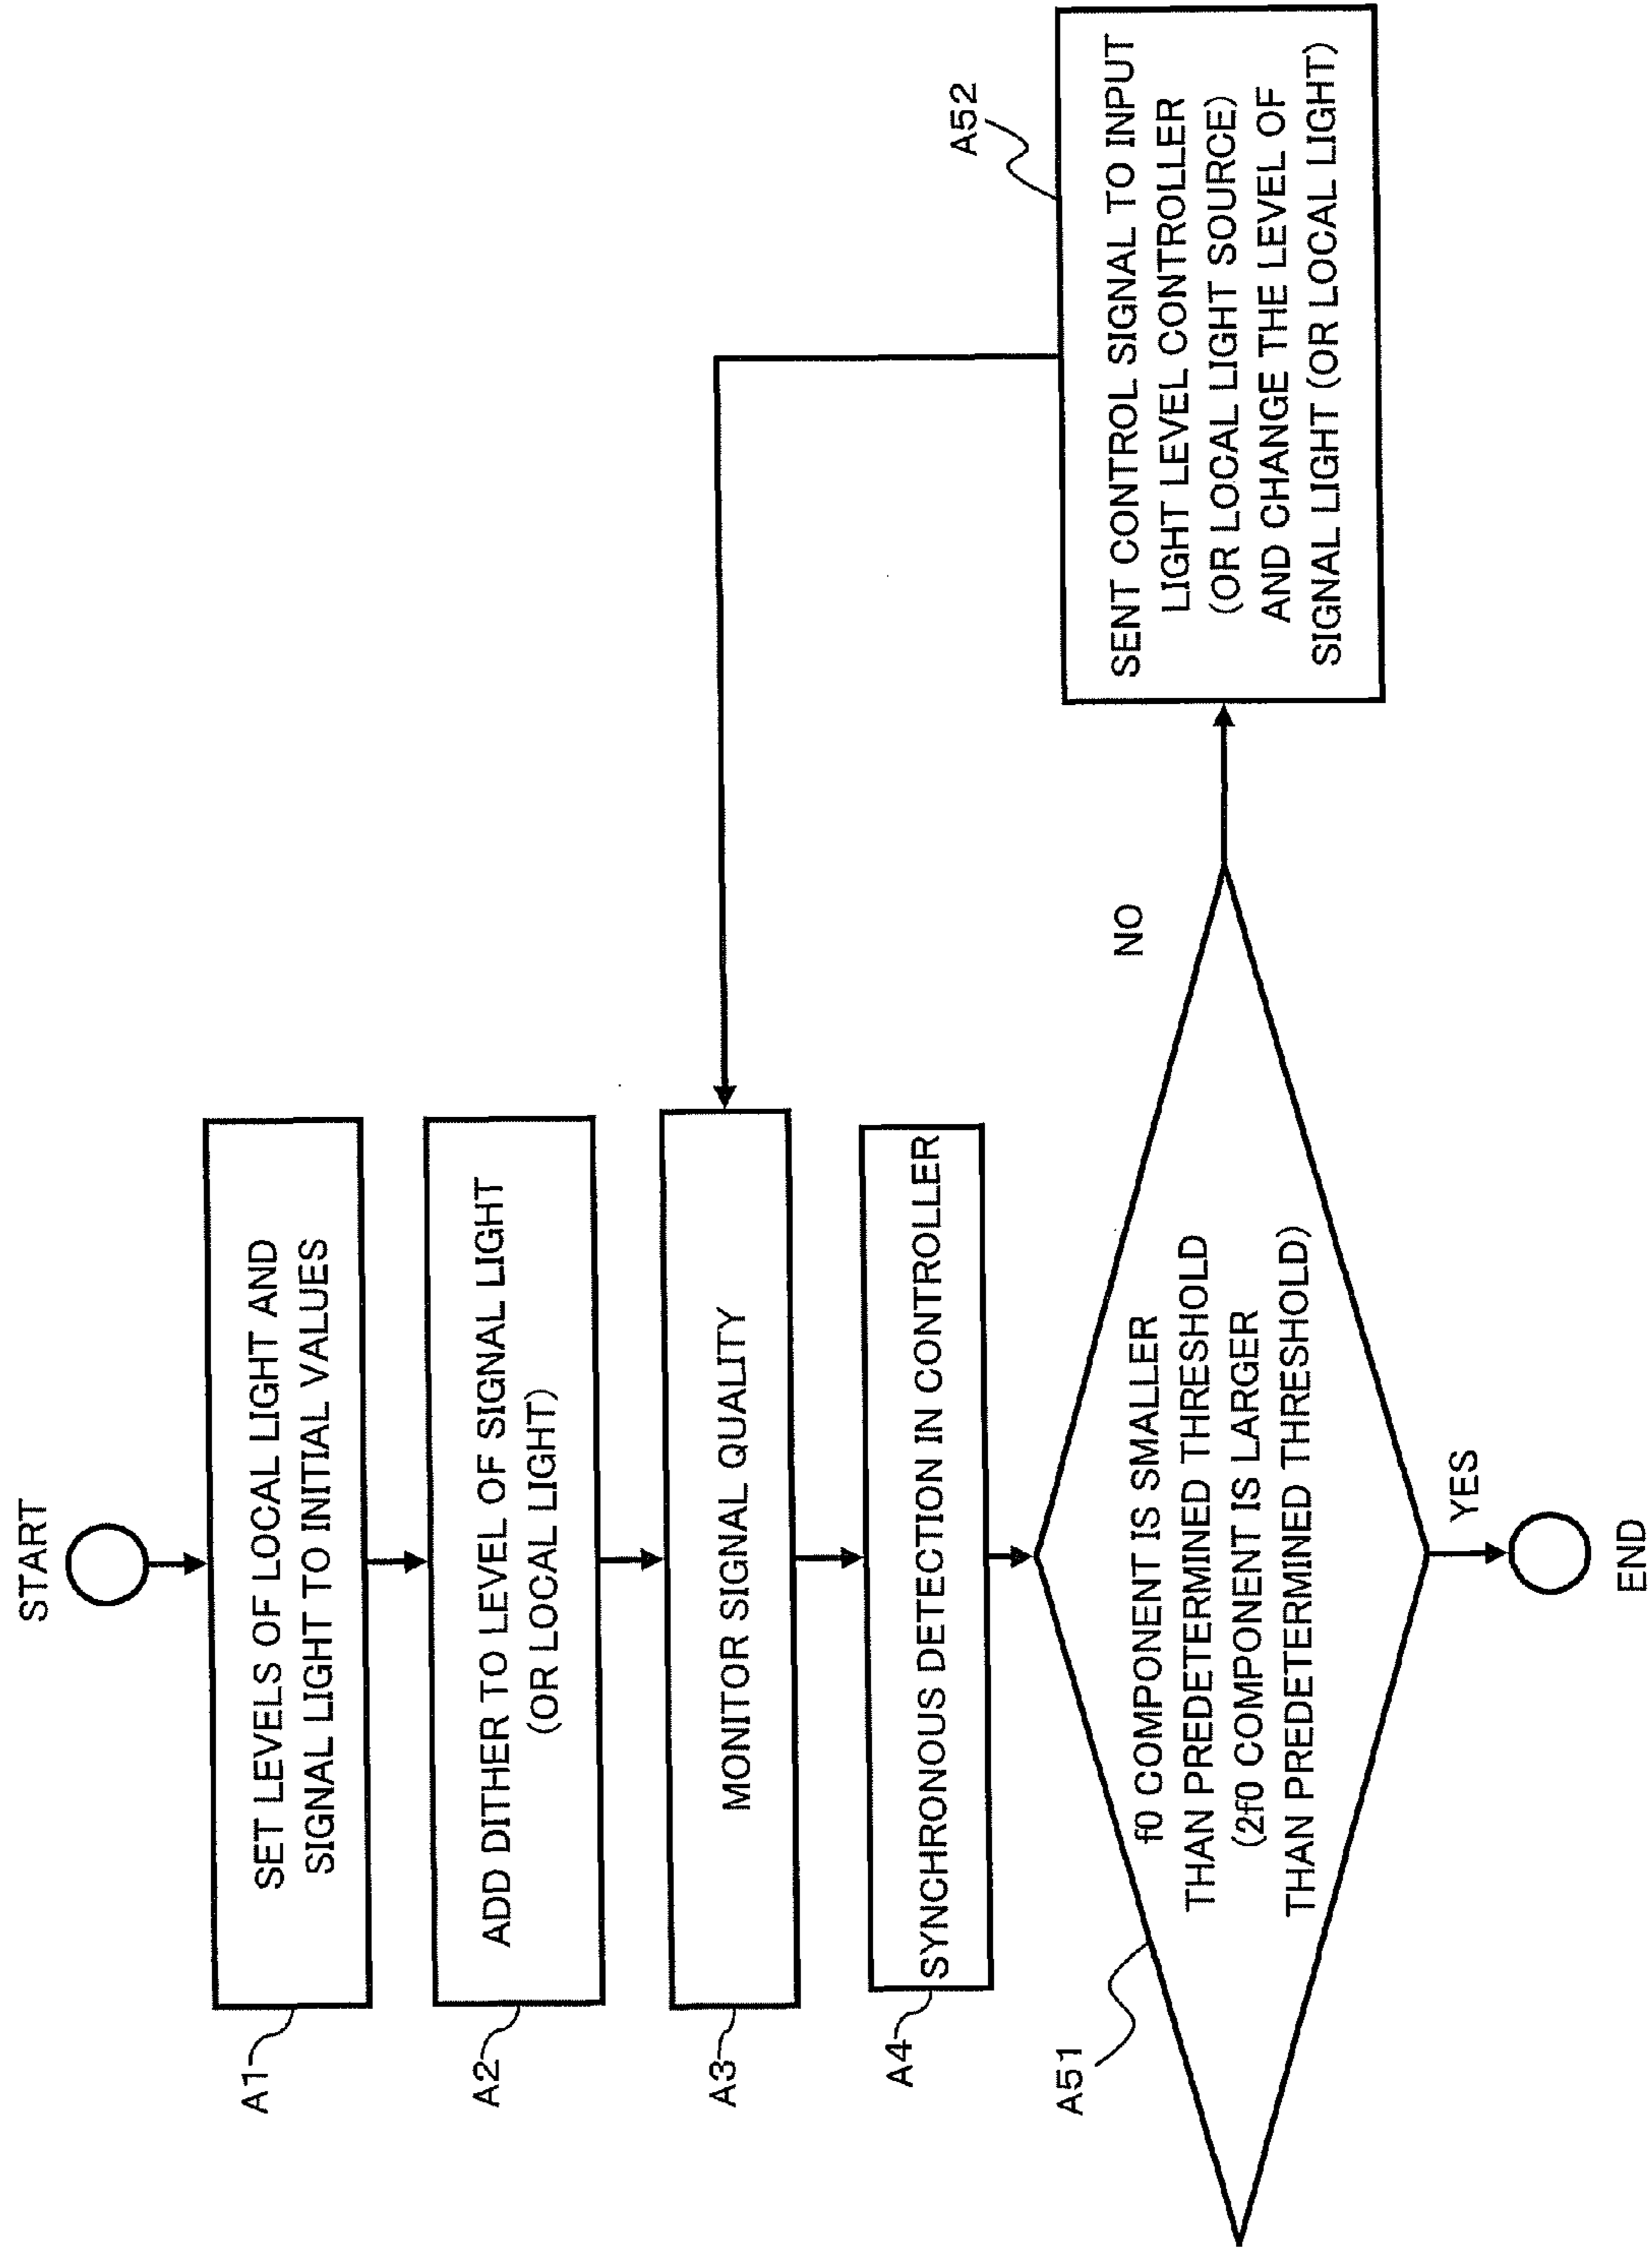 START
A1
SET LEVELS OF LOCAL LIGHT AND
SIGNAL LIGHT TO INITIAL VALUES
A2
ADD DITHER TO LEVEL OF SIGNAL LIGHT
(OR LOCAL LIGHT)
A3
MONITOR SIGNAL QUALITY
A4
SYNCHRONOUS DETECTION IN CONTROLLER
A51
f0 COMPONENT IS SMALLER
THAN PREDETERMINED THRESHOLD
(2f0 COMPONENT IS LARGER
THAN PREDETERMINED THRESHOLD)
NO
A52
SENT CONTROL SIGNAL TO INPUT
LIGHT LEVEL CONTROLLER
(OR LOCAL LIGHT SOURCE)
AND CHANGE THE LEVEL OF
SIGNAL LIGHT (OR LOCAL LIGHT)
YES
END